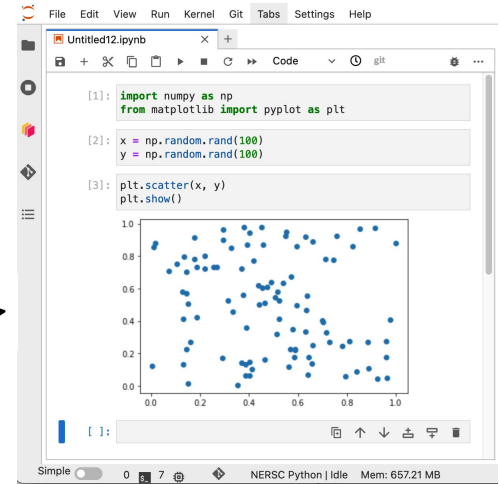 File Edit View Run Kernel Git Tabs Settings Help
Untitled12.ipynb
Code git
[1]: import numpy as np
from matplotlib import pyplot as plt
[2]: x = np.random.rand(100)
y = np.random.rand(100)
[3]: plt.scatter(x, y)
plt.show()
1.0
0.8
0.6
0.4
0.2
0.0
0.0 0.2 0.4 0.6 0.8 1.0
[ ]:
Simple 0 $_ 7 NERSC Python | Idle Mem: 657.21 MB